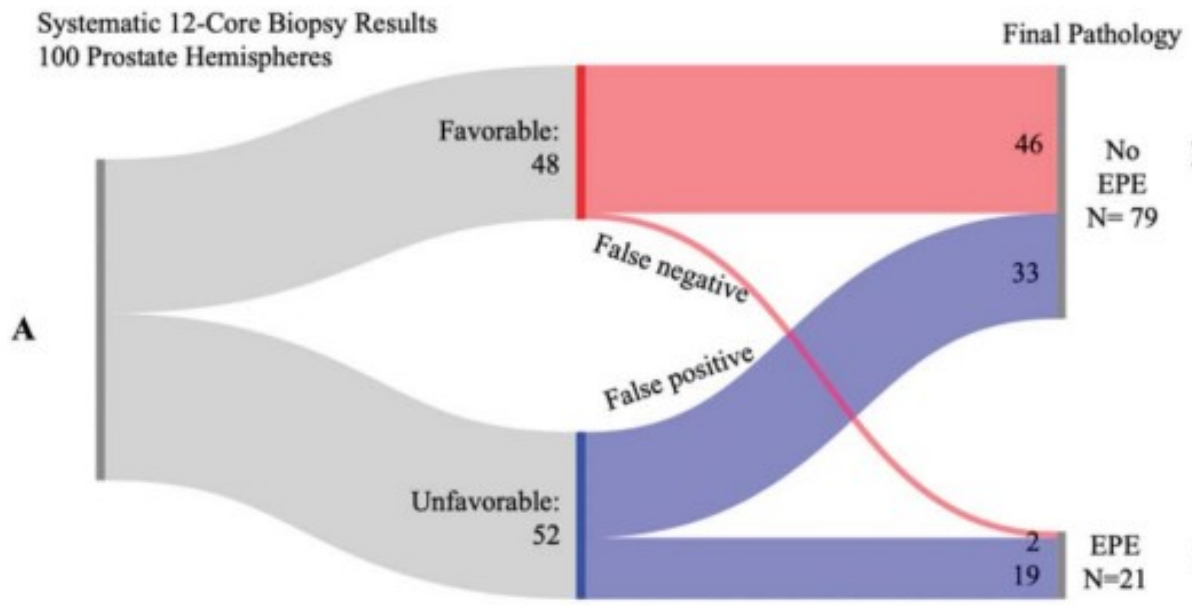 Systematic 12-Core Biopsy Results
100 Prostate Hemispheres
Final Pathology
A
Favorable:
48
Unfavorable:
52
False negative
False positive
46
33
2
19
No
EPE
N= 79
EPE
N=21